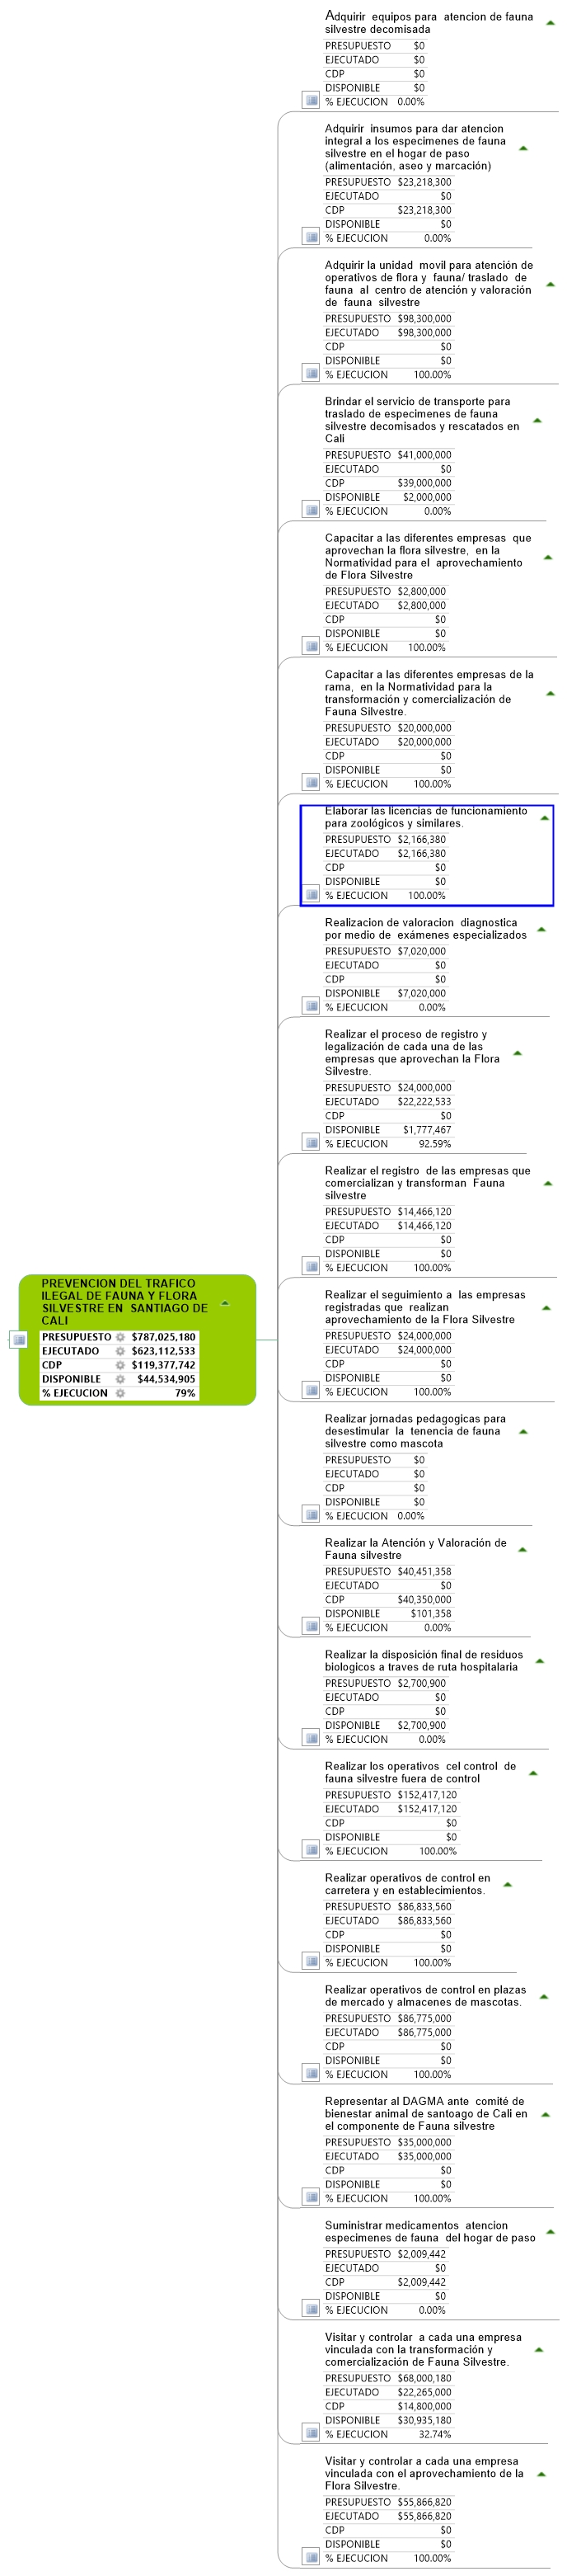 Adquirir equipos para atencion de fauna
silvestre decomisada
PRESUPUESTO $0
EJECUTADO $0
CDP $0
DISPONIBLE $0
% EJECUCION 0.00%
Adquirir insumos para dar atencion
integral a los especimenes de fauna
silvestre en el hogar de paso
(alimentación, aseo y marcación)
PRESUPUESTO $23,218,300
EJECUTADO $0
CDP $23,218,300
DISPONIBLE $0
% EJECUCION 0.00%
Adquirir la unidad movil para atención de
operativos de flora y fauna/ traslado de
fauna al centro de atención y valoración
de fauna silvestre
PRESUPUESTO $98,300,000
EJECUTADO $98,300,000
CDP $0
DISPONIBLE $0
% EJECUCION 100.00%
Brindar el servicio de transporte para
traslado de especimenes de fauna
silvestre decomisados y rescatados en
Cali
PRESUPUESTO $41,000,000
EJECUTADO $0
CDP $39,000,000
DISPONIBLE $2,000,000
% EJECUCION 0.00%
Capacitar a las diferentes empresas que
aprovechan la flora silvestre, en la
Normatividad para el aprovechamiento
de Flora Silvestre
PRESUPUESTO $2,800,000
EJECUTADO $2,800,000
CDP $0
DISPONIBLE $0
% EJECUCION 100.00%
Capacitar a las diferentes empresas de la
rama, en la Normatividad para la
transformación y comercialización de
Fauna Silvestre.
PRESUPUESTO $20,000,000
EJECUTADO $20,000,000
CDP $0
DISPONIBLE $0
% EJECUCION 100.00%
Elaborar las licencias de funcionamiento
para zoológicos y similares.
PRESUPUESTO $2,166,380
EJECUTADO $2,166,380
CDP $0
DISPONIBLE $0
% EJECUCION 100.00%
Realizacion de valoracion diagnostica
por medio de exámenes especializados
PRESUPUESTO $7,020,000
EJECUTADO $0
CDP $0
DISPONIBLE $7,020,000
% EJECUCION 0.00%
Realizar el proceso de registro y
legalización de cada una de las
empresas que aprovechan la Flora
Silvestre.
PRESUPUESTO $24,000,000
EJECUTADO $22,222,533
CDP $0
DISPONIBLE $1,777,467
% EJECUCION 92.59%
Realizar el registro de las empresas que
comercializan y transforman Fauna
silvestre
PRESUPUESTO $14,466,120
EJECUTADO $14,466,120
CDP $0
DISPONIBLE $0
% EJECUCION 100.00%
PREVENCION DEL TRAFICO
ILEGAL DE FAUNA Y FLORA
SILVESTRE EN SANTIAGO DE
CALI
PRESUPUESTO $787,025,180
EJECUTADO $623,112,533
CDP $119,377,742
DISPONIBLE $44,534,905
% EJECUCION 79%
Realizar el seguimiento a las empresas
registradas que realizan
aprovechamiento de la Flora Silvestre
PRESUPUESTO $24,000,000
EJECUTADO $24,000,000
CDP $0
DISPONIBLE $0
% EJECUCION 100.00%
Realizar jornadas pedagogicas para
desestimular la tenencia de fauna
silvestre como mascota
PRESUPUESTO $0
EJECUTADO $0
CDP $0
DISPONIBLE $0
% EJECUCION 0.00%
Realizar la Atención y Valoración de
Fauna silvestre
PRESUPUESTO $40,451,358
EJECUTADO $0
CDP $40,350,000
DISPONIBLE $101,358
% EJECUCION 0.00%
Realizar la disposición final de residuos
biologicos a traves de ruta hospitalaria
PRESUPUESTO $2,700,900
EJECUTADO $0
CDP $0
DISPONIBLE $2,700,900
% EJECUCION 0.00%
Realizar los operativos cel control de
fauna silvestre fuera de control
PRESUPUESTO $152,417,120
EJECUTADO $152,417,120
CDP $0
DISPONIBLE $0
% EJECUCION 100.00%
Realizar operativos de control en
carretera y en establecimientos.
PRESUPUESTO $86,833,560
EJECUTADO $86,833,560
CDP $0
DISPONIBLE $0
% EJECUCION 100.00%
Realizar operativos de control en plazas
de mercado y almacenes de mascotas.
PRESUPUESTO $86,775,000
EJECUTADO $86,775,000
CDP $0
DISPONIBLE $0
% EJECUCION 100.00%
Representar al DAGMA ante comité de
bienestar animal de santoago de Cali en
el componente de Fauna silvestre
PRESUPUESTO $35,000,000
EJECUTADO $35,000,000
CDP $0
DISPONIBLE $0
% EJECUCION 100.00%
Suministrar medicamentos atencion
especimenes de fauna del hogar de paso
PRESUPUESTO $2,009,442
EJECUTADO $0
CDP $2,009,442
DISPONIBLE $0
% EJECUCION 0.00%
Visitar y controlar a cada una empresa
vinculada con la transformación y
comercialización de Fauna Silvestre.
PRESUPUESTO $68,000,180
EJECUTADO $22,265,000
CDP $14,800,000
DISPONIBLE $30,935,180
% EJECUCION 32.74%
Visitar y controlar a cada una empresa
vinculada con el aprovechamiento de la
Flora Silvestre.
PRESUPUESTO $55,866,820
EJECUTADO $55,866,820
CDP $0
DISPONIBLE $0
% EJECUCION 100.00%